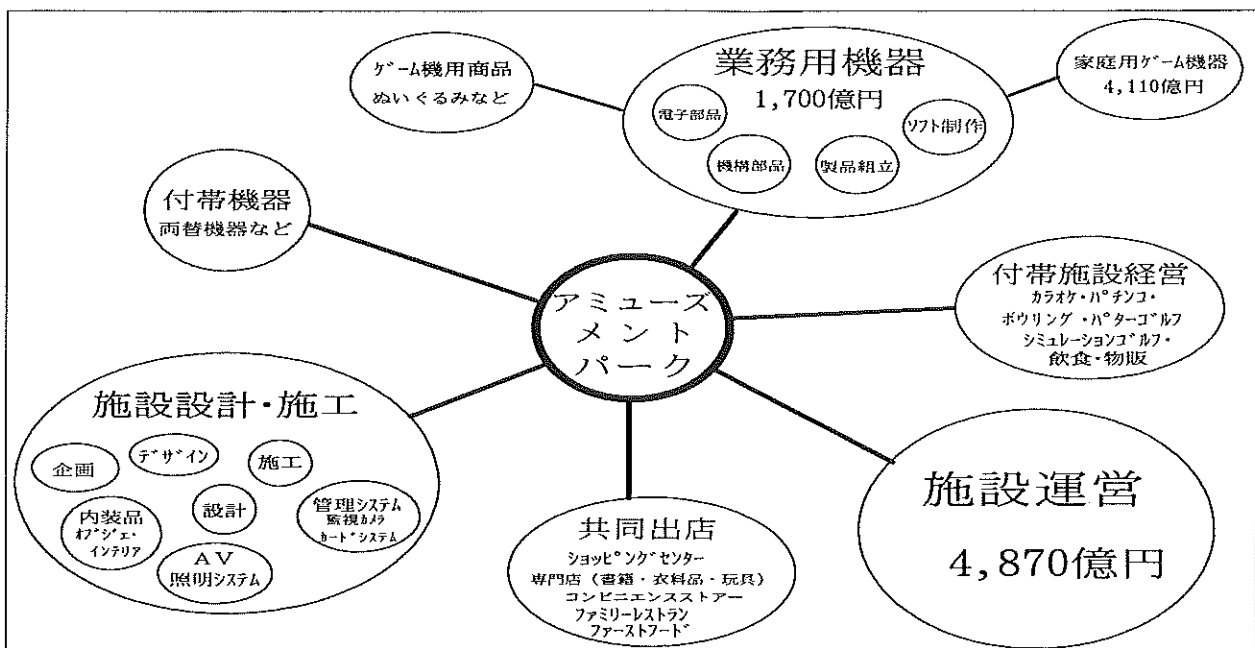 業務用機器
1,700億円
電子部品
機構部品
製品組立
ソフト制作
ゲーム機用商品
ぬいぐるみなど
家庭用ゲーム機器
4,110億円
付帯機器
両替機器など
アミューズ
メント
パーク
付帯施設経営
カラオケ・パチンコ・
ボウリング・パターゴルフ
シミュレーションゴルフ・
飲食・物販
施設設計・施工
企画
デザイン
施工
内装品
オブジェ・
インテリア
設計
管理システム
監視カメラ
カードシステム
AV
照明システム
共同出店
ショッピングセンター
専門店(書籍・衣料品・玩具)
コンビニエンスストアー
ファミリーレストラン
ファーストフード
施設運営
4,870億円